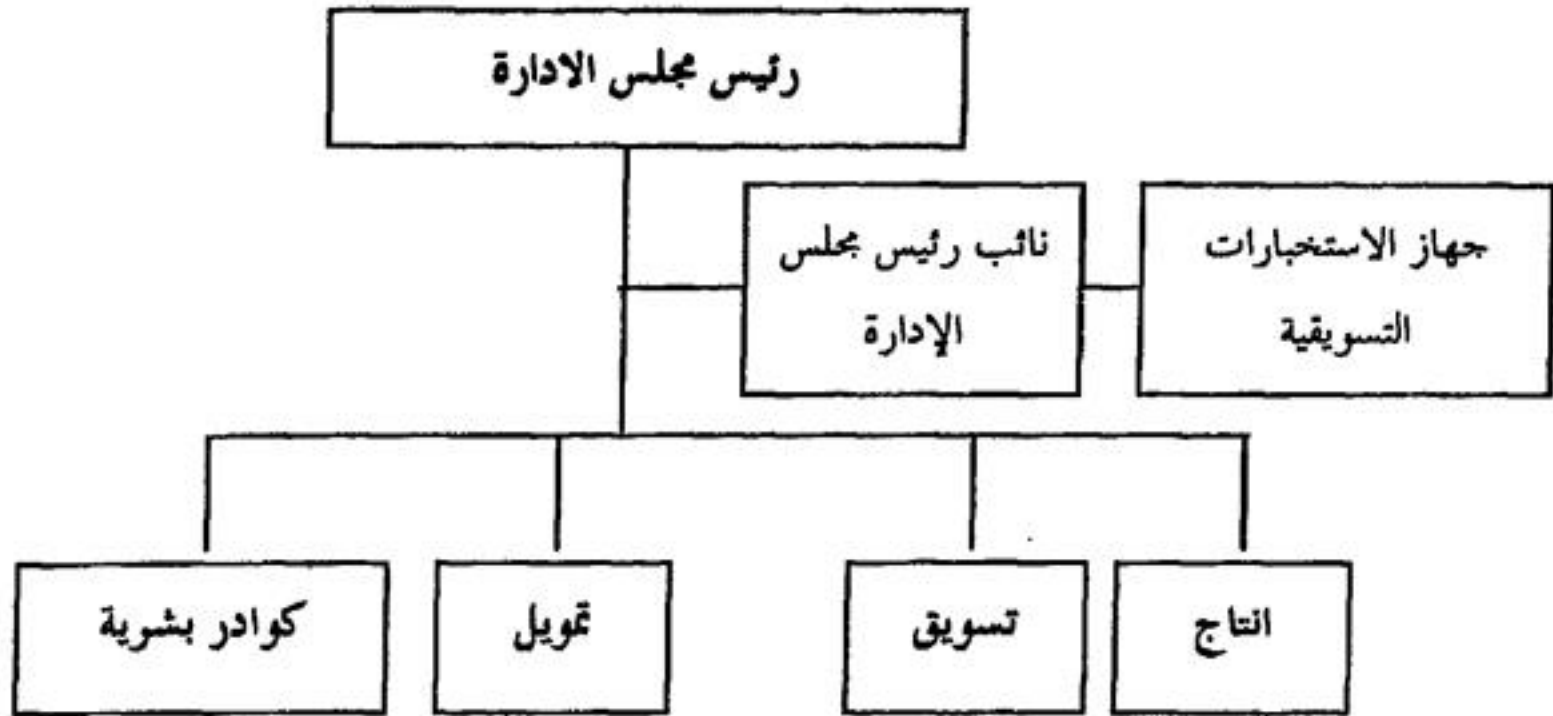 رئيس مجلس الادارة
نائب رئيس مجلس
الإدارة
جهاز الاستخبارات
التسويقية
انتاج
تسويق
تمويل
كوادر بشرية